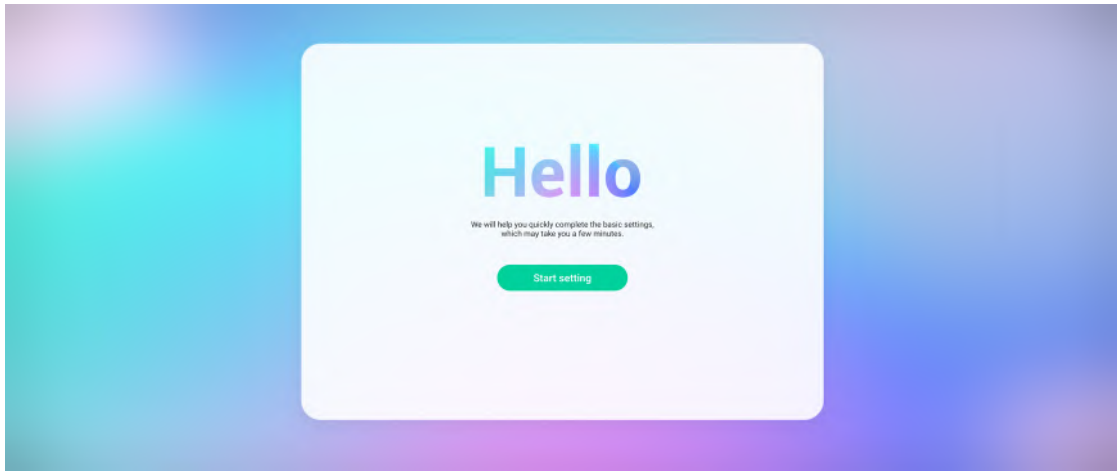 Hello
We will help you quickly complete the basic settings,
which may take you a few minutes.
Start setting